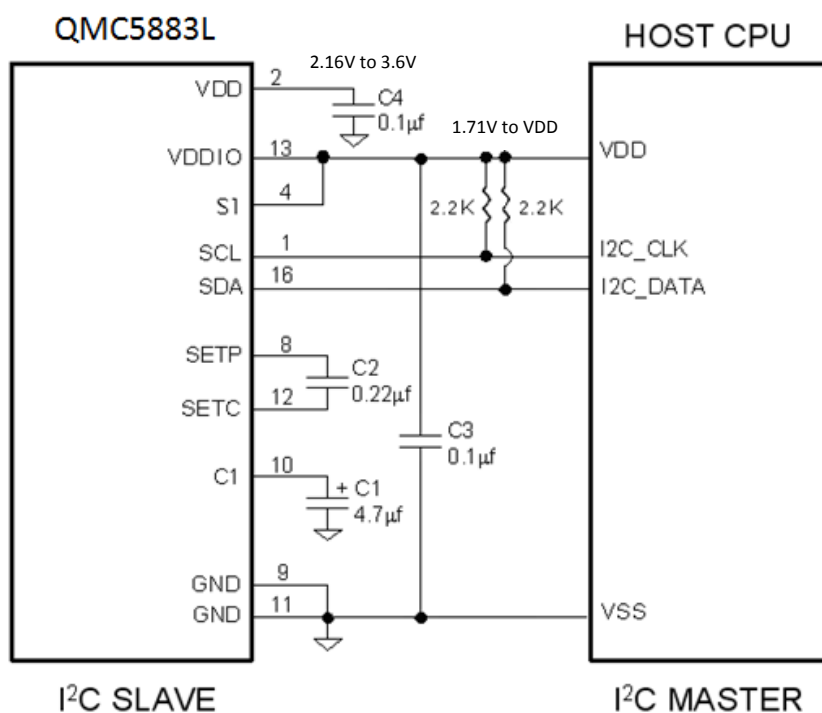 QMC5883L
HOST CPU
2.16V to 3.6V
VDD 2
C4
0.1µf
1.71V to VDD
VDDIO 13
VDD
S1 4
2.2K 2.2K
SCL 1
I2C_CLK
SDA 16
I2C_DATA
SETP 8
C2
0.22µf
SETC 12
C3
0.1µf
C1 10
+ C1
4.7µf
GND 9
GND 11
VSS
I²C SLAVE
I²C MASTER